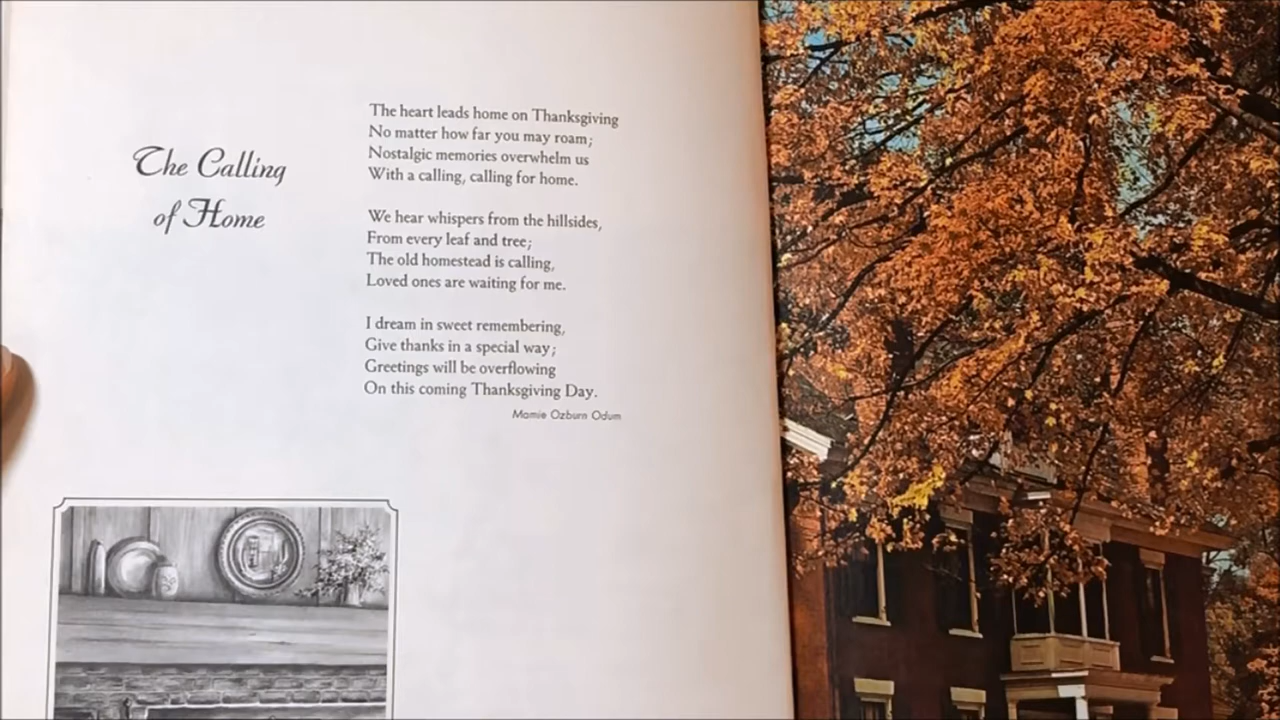 The Calling
of Home
The heart leads home on Thanksgiving
No matter how far you may roam;
Nostalgic memories overwhelm us
With a calling, calling for home.
We hear whispers from the hillsides,
From every leaf and tree;
The old homestead is calling,
Loved ones are waiting for me.
I dream in sweet remembering,
Give thanks in a special way;
Greetings will be overflowing
On this coming Thanksgiving Day.
Mamie Ozburn Odum